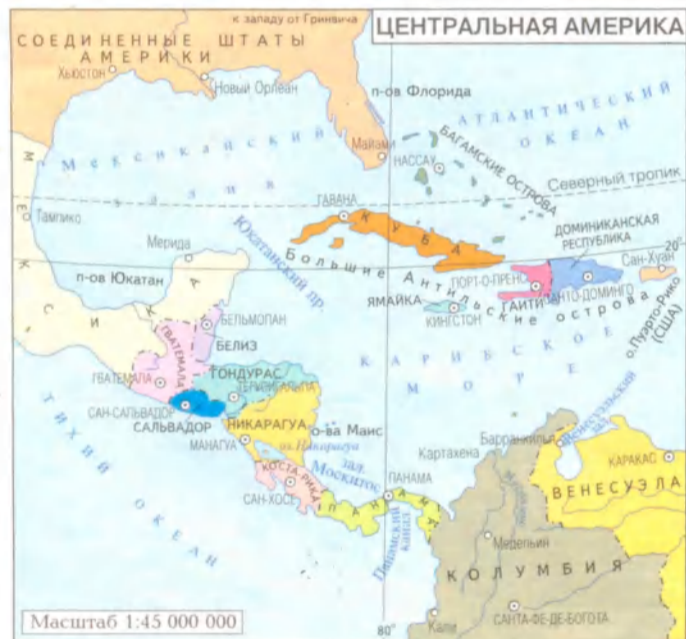 к западу от Гринвича
ЦЕНТРАЛЬНАЯ АМЕРИКА
СОЕДИНЕННЫЕ ШТАТЫ
АМЕРИКИ
Хьюстон
Новый Орлеан
п-ов Флорида
АТЛАНТИЧЕСКИЙ
ОКЕАН
Мексиканский
залив
Майами
НАССАУ
БАГАМСКИЕ ОСТРОВА
Северный тропик
МЕКСИКА
Тампико
ГАВАНА
КУБА
ДОМИНИКАНСКАЯ
РЕСПУБЛИКА
Мерида
Юкатанский пр.
20°
Сан-Хуан
п-ов Юкатан
Большие Антильские острова
ПОРТ-О-ПРЕНС
ГАИТИ
САНТО-ДОМИНГО
о.Пуэрто-Рико
(США)
ЯМАЙКА
КИНГСТОН
БЕЛЬМОПАН
БЕЛИЗ
ГВАТЕМАЛА
КАРИБСКОЕ
МОРЕ
ГВАТЕМАЛА
ГОНДУРАС
ТЕГУСИГАЛЬПА
САН-САЛЬВАДОР
САЛЬВАДОР
НИКАРАГУА
о-ва Маис
МАНАГУА
оз.Никарагуа
зал.
Москитос
Венесуэльский
зал.
Барранкилья
Картахена
КАРАКАС
ВЕНЕСУЭЛА
ТИХИЙ ОКЕАН
КОСТА-РИКА
САН-ХОСЕ
ПАНАМА
ПАНАМА
Панамский
канал
Медельин
КОЛУМБИЯ
САНТА-ФЕ-ДЕ-БОГОТА
Кали
80°
Масштаб 1:45 000 000